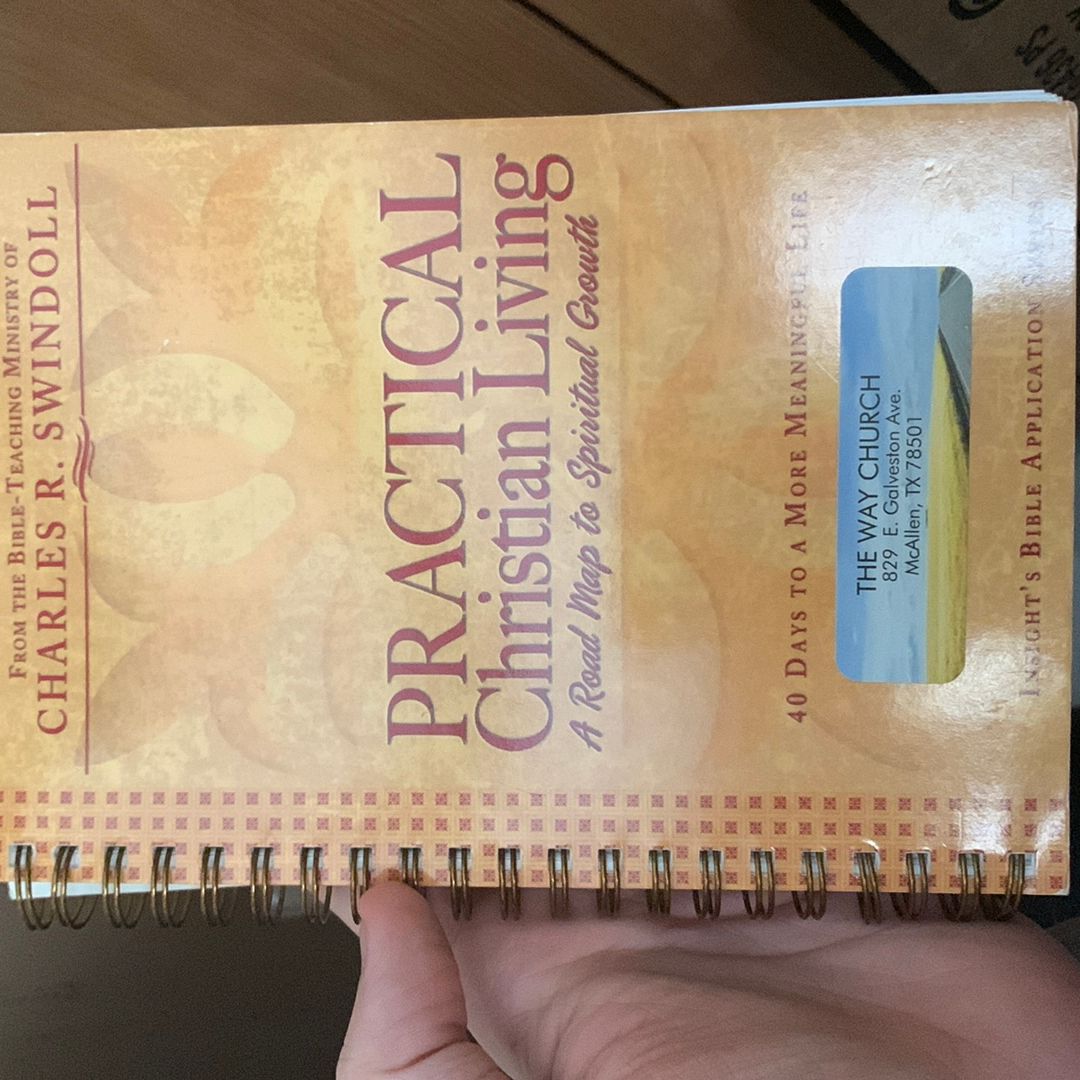 FROM THE BIBLE-TEACHING MINISTRY OF
CHARLES R. SWINDOLL
PRACTICAL
Christian Living
A Road Map to Spiritual Growth
40 DAYS TO A MORE MEANINGFUL LIFE
THE WAY CHURCH
829 E. Galveston Ave.
McAllen, TX 78501
INSIGHT'S BIBLE APPLICATION